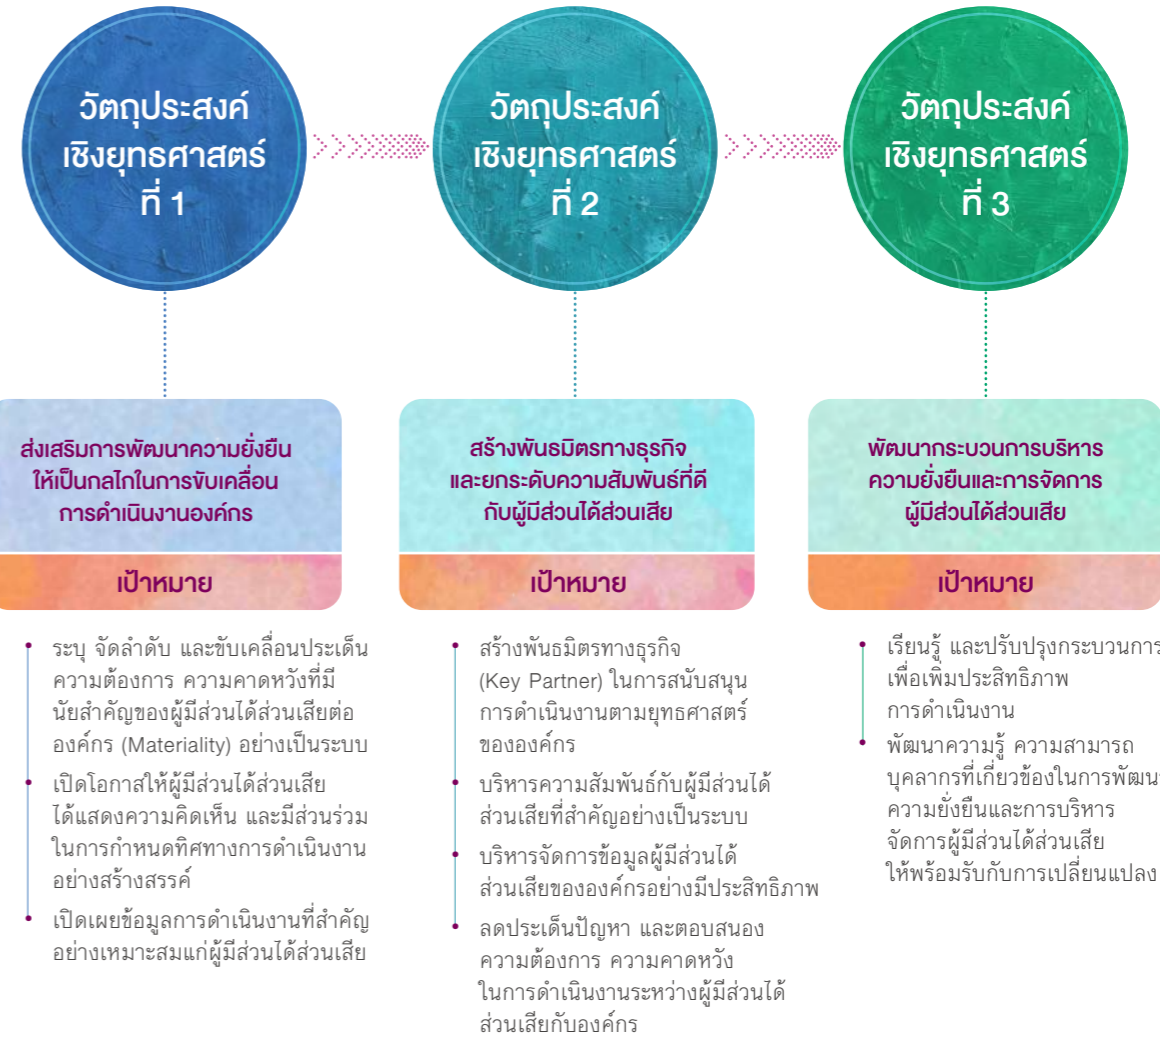 วัตถุประสงค์
เชิงยุทธศาสตร์
ที่ 1
วัตถุประสงค์
เชิงยุทธศาสตร์
ที่ 2
วัตถุประสงค์
เชิงยุทธศาสตร์
ที่ 3
ส่งเสริมการพัฒนาความยั่งยืน
ให้เป็นกลไกในการขับเคลื่อน
การดำเนินงานองค์กร
เป้าหมาย
• ระบุ จัดลำดับ และขับเคลื่อนประเด็น
ความต้องการ ความคาดหวังที่มี
นัยสำคัญของผู้มีส่วนได้ส่วนเสียต่อ
องค์กร (Materiality) อย่างเป็นระบบ
• เปิดโอกาสให้ผู้มีส่วนได้ส่วนเสีย
ได้แสดงความคิดเห็น และมีส่วนร่วม
ในการกำหนดทิศทางการดำเนินงาน
อย่างสร้างสรรค์
• เปิดเผยข้อมูลการดำเนินงานที่สำคัญ
อย่างเหมาะสมแก่ผู้มีส่วนได้ส่วนเสีย
สร้างพันธมิตรทางธุรกิจ
และยกระดับความสัมพันธ์ที่ดี
กับผู้มีส่วนได้ส่วนเสีย
เป้าหมาย
• สร้างพันธมิตรทางธุรกิจ
(Key Partner) ในการสนับสนุน
การดำเนินงานตามยุทธศาสตร์
ขององค์กร
• บริหารความสัมพันธ์กับผู้มีส่วนได้
ส่วนเสียที่สำคัญอย่างเป็นระบบ
• บริหารจัดการข้อมูลผู้มีส่วนได้
ส่วนเสียขององค์กรอย่างมีประสิทธิภาพ
• ลดประเด็นปัญหา และตอบสนอง
ความต้องการ ความคาดหวัง
ในการดำเนินงานระหว่างผู้มีส่วนได้
ส่วนเสียกับองค์กร
พัฒนากระบวนการบริหาร
ความยั่งยืนและการจัดการ
ผู้มีส่วนได้ส่วนเสีย
เป้าหมาย
• เรียนรู้ และปรับปรุงกระบวนการ
เพื่อเพิ่มประสิทธิภาพ
การดำเนินงาน
• พัฒนาความรู้ ความสามารถ
บุคลากรที่เกี่ยวข้องในการพัฒนา
ความยั่งยืนและการบริหาร
จัดการผู้มีส่วนได้ส่วนเสีย
ให้พร้อมรับกับการเปลี่ยนแปลง